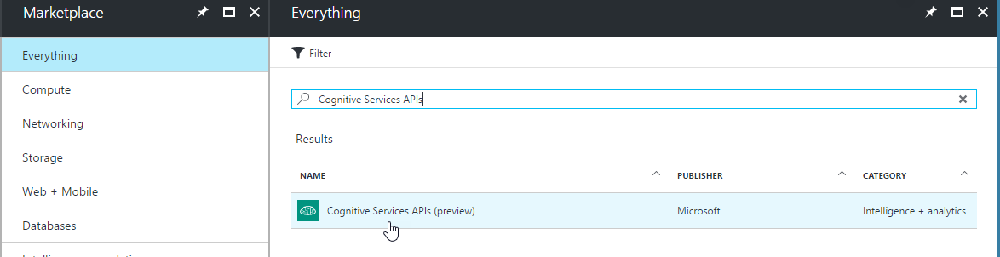 Marketplace
Everything
Compute
Networking
Storage
Web + Mobile
Databases
Everything
Filter
Cognitive Services APIs
Results
NAME PUBLISHER CATEGORY
Cognitive Services APIs (preview) Microsoft Intelligence + analytics